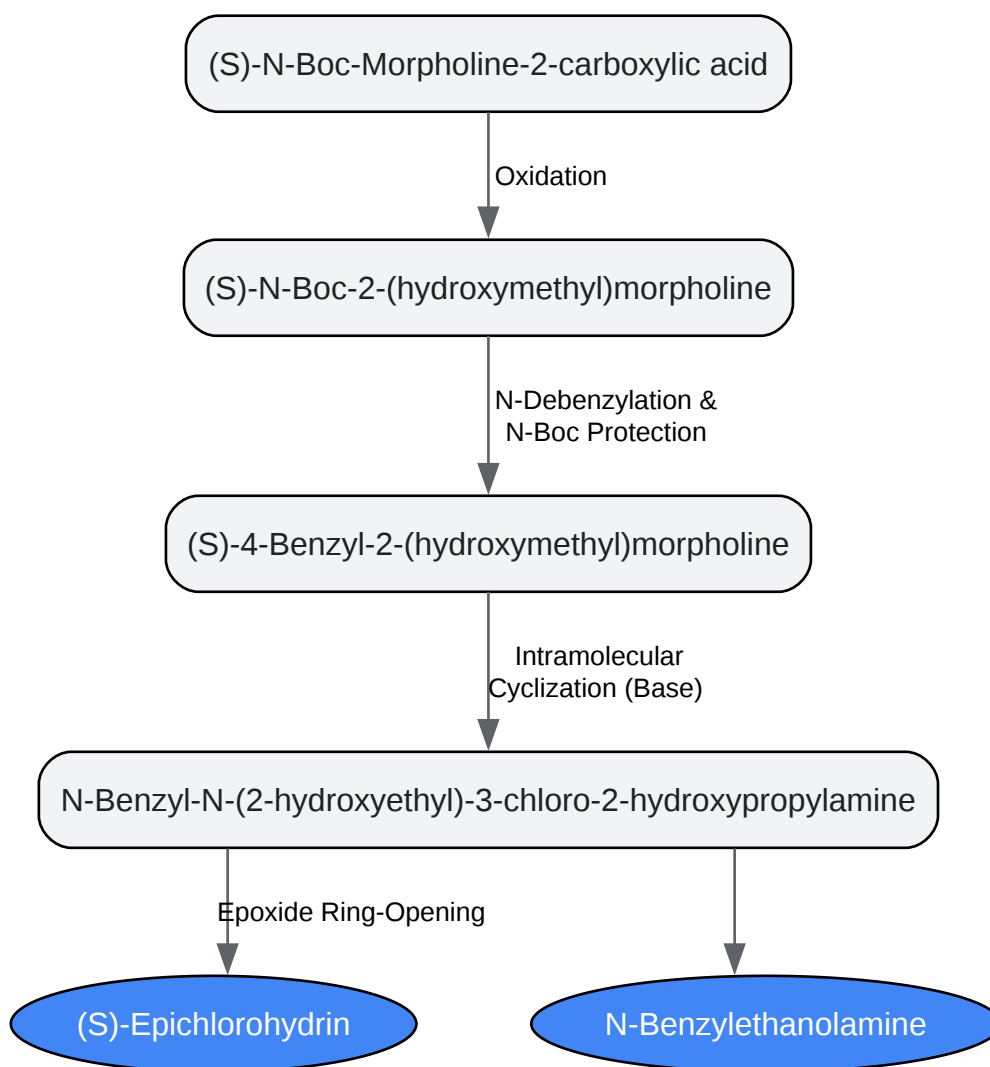 (S)-N-Boc-Morpholine-2-carboxylic acid
Oxidation
(S)-N-Boc-2-(hydroxymethyl)morpholine
N-Debenzylation &
N-Boc Protection
(S)-4-Benzyl-2-(hydroxymethyl)morpholine
Intramolecular
Cyclization (Base)
N-Benzyl-N-(2-hydroxyethyl)-3-chloro-2-hydroxypropylamine
Epoxide Ring-Opening
(S)-Epichlorohydrin
N-Benzylethanolamine